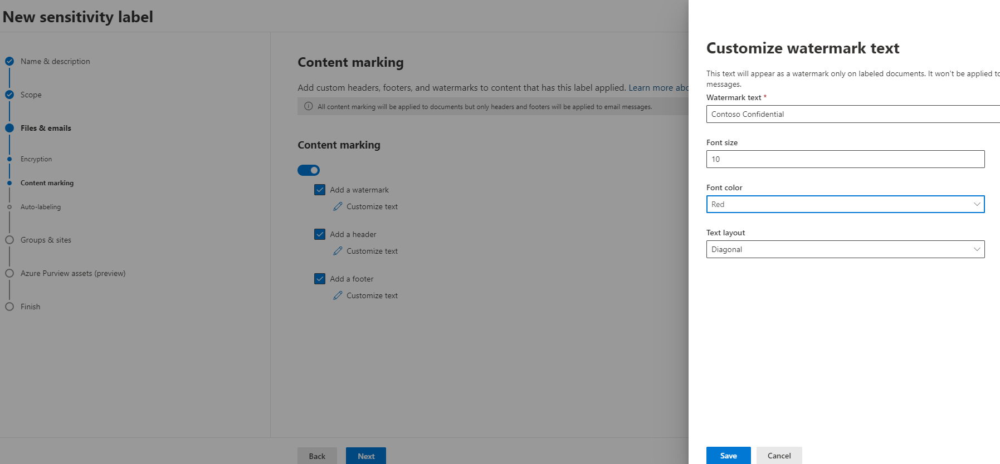 New sensitivity label
Name & description
Scope
Files & emails
Encryption
Content marking
Auto-labeling
Groups & sites
Azure Purview assets (preview)
Finish
Content marking
Add custom headers, footers, and watermarks to content that has this label applied. Learn more abo
All content marking will be applied to documents but only headers and footers will be applied to email messages.
Content marking
Add a watermark
Customize text
Add a header
Customize text
Add a footer
Customize text
Back
Next
Customize watermark text
This text will appear as a watermark only on labeled documents. It won't be applied to
messages.
Watermark text *
Contoso Confidential
Font size
10
Font color
Red
Text layout
Diagonal
Save
Cancel